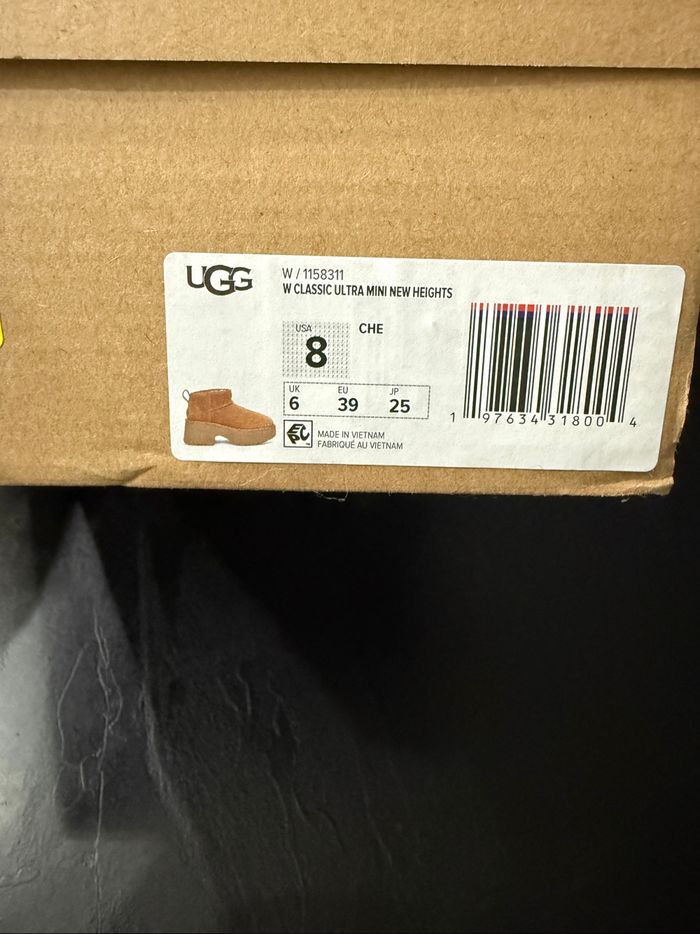 UGG
W / 1158311
W CLASSIC ULTRA MINI NEW HEIGHTS
USA CHE
8
UK EU JP
6 39 25
MADE IN VIETNAM
FABRIQUÉ AU VIETNAM
1 97634 31800 4